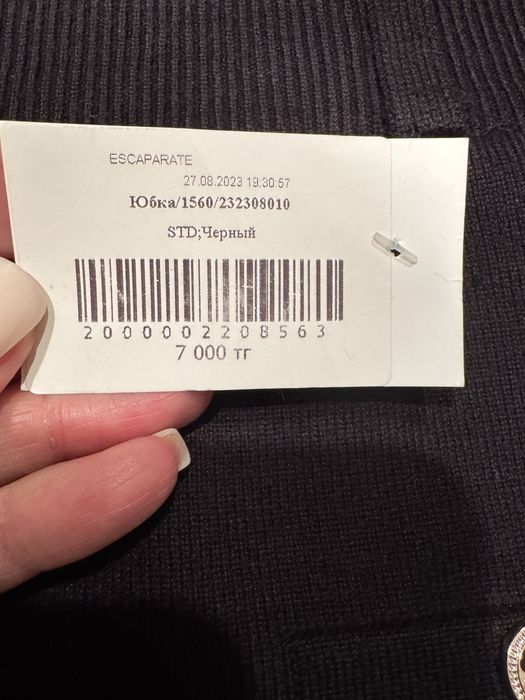 ESCAPARATE
27.08.2023 19:30:57
Юбка/1560/232308010
STD;Черный
2000002208563
7 000 тг